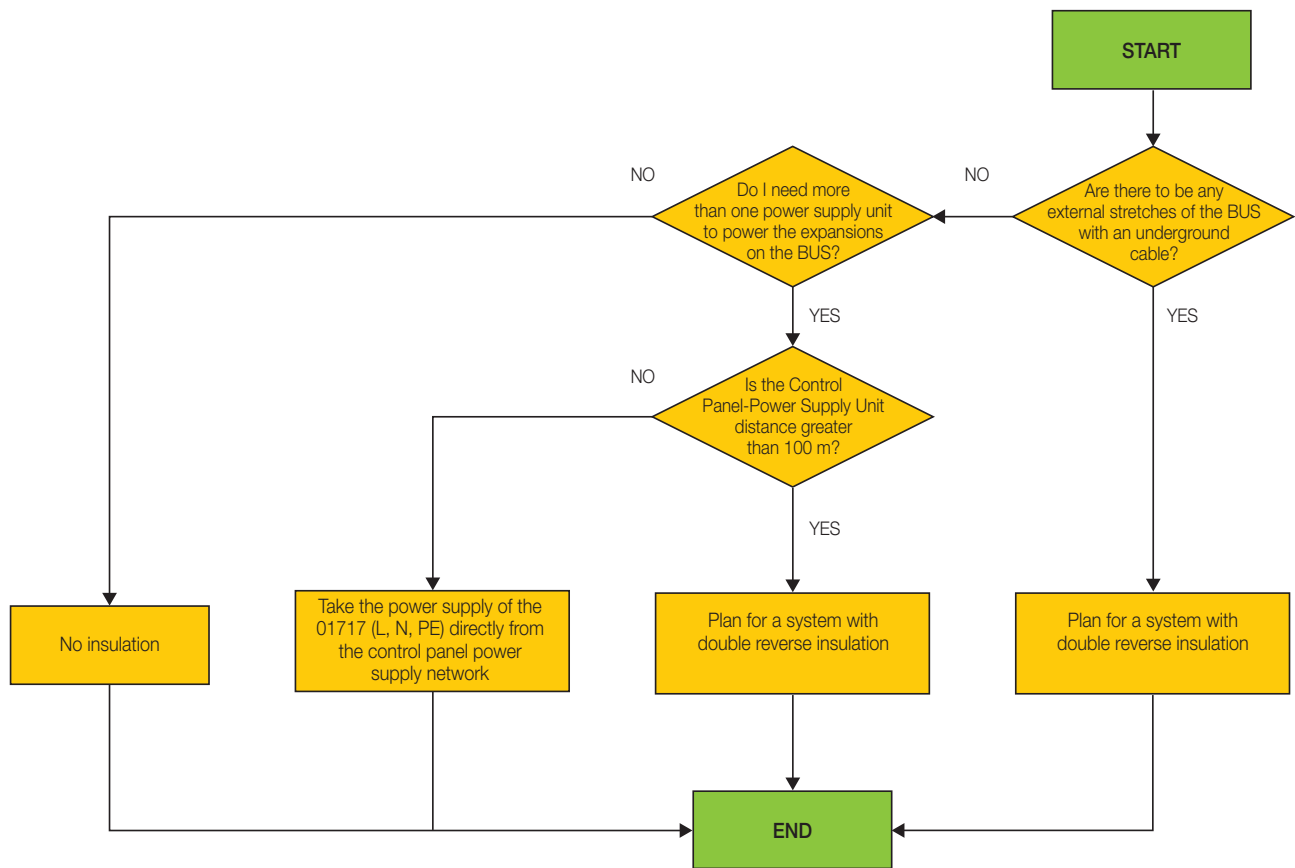 START
NO
Do I need more
than one power supply unit
to power the expansions
on the BUS?
NO
Are there to be any
external stretches of the BUS
with an underground
cable?
YES
YES
NO
Is the Control
Panel-Power Supply Unit
distance greater
than 100 m?
YES
No insulation
Take the power supply of the
01717 (L, N, PE) directly from
the control panel power
supply network
Plan for a system with
double reverse insulation
Plan for a system with
double reverse insulation
END